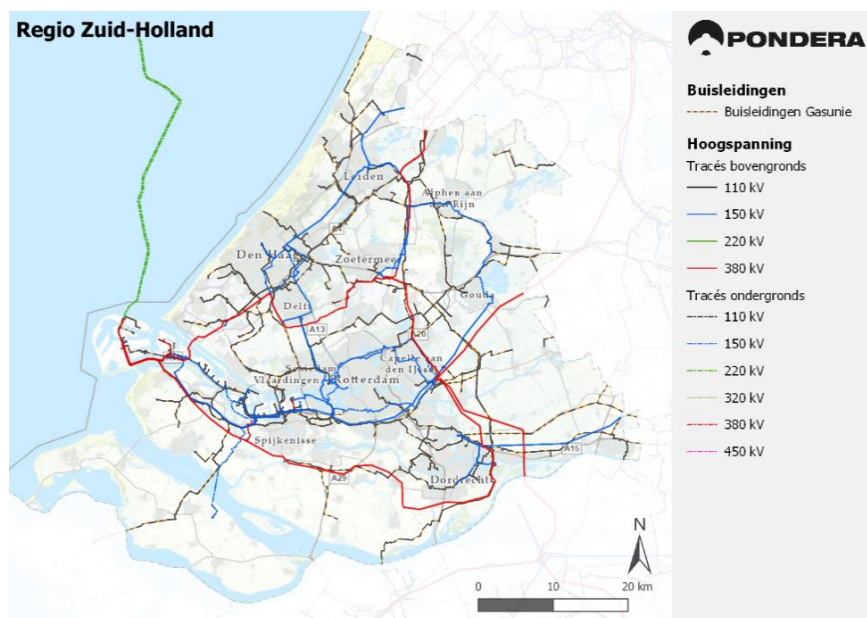 Regio Zuid-Holland
PONDERA
Buisleidingen
Buisleidingen Gasunie
Hoogspanning
Tracés bovengronds
110 kV
150 kV
220 kV
380 kV
Tracés ondergronds
110 kV
150 kV
220 kV
320 kV
380 kV
450 kV
Leiden
Alphen aan
den Rijn
Den Haag
Zoetermeer
Gouda
Delft
A13
A20
Capelle aan
den IJssel
Schiedam
Vlaardingen
Rotterdam
Spijkenisse
A15
Dordrecht
A29
N
0 10 20 km